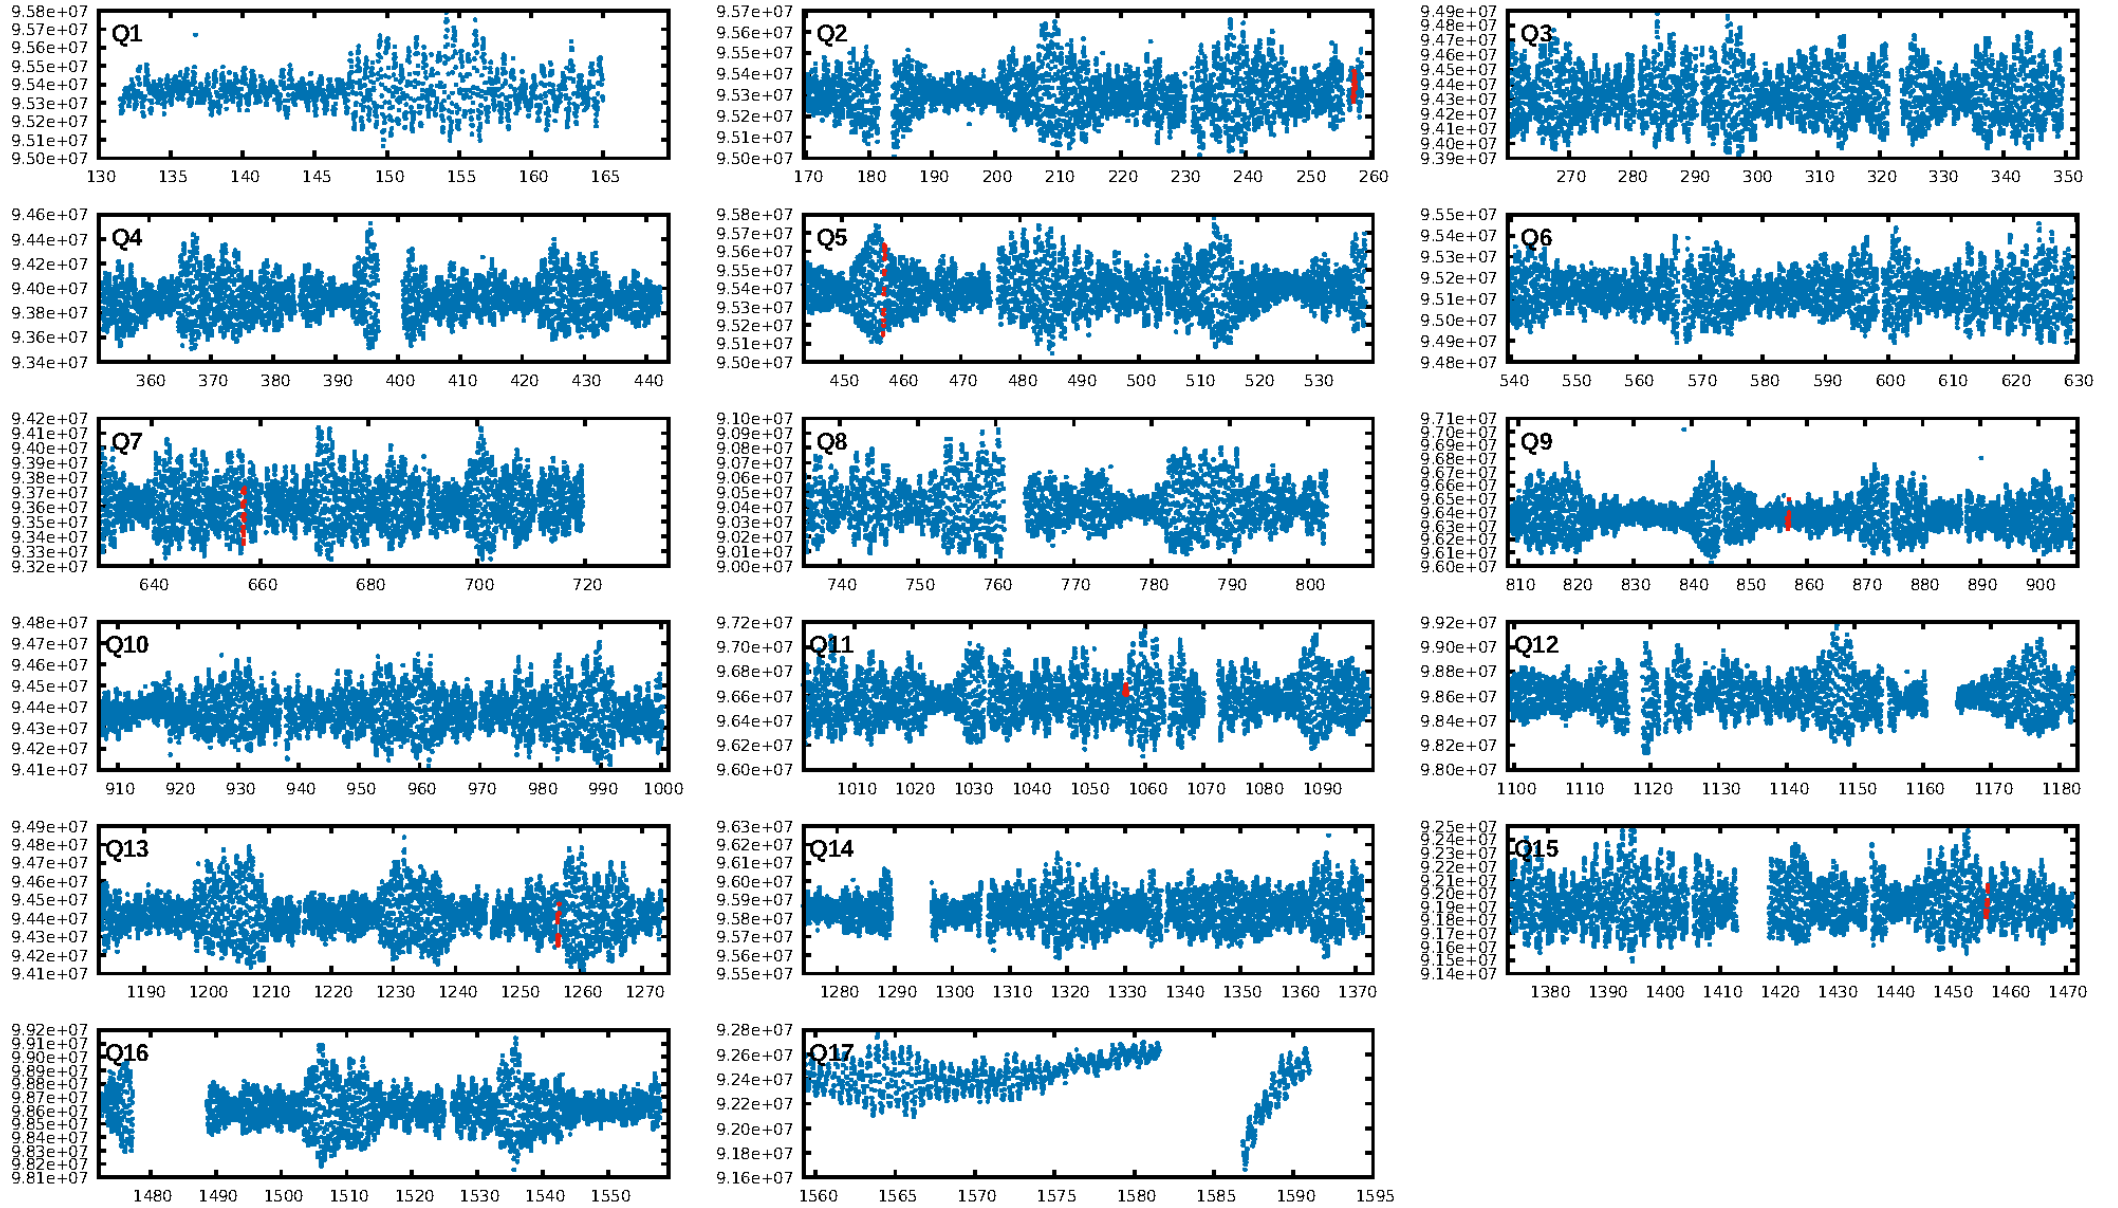 9.58e+07 9.57e+07 9.56e+07 9.55e+07 9.54e+07 9.53e+07 9.52e+07 9.51e+07 9.50e+07
Q1
130 135 140 145 150 155 160 165
9.57e+07 9.56e+07 9.55e+07 9.54e+07 9.53e+07 9.52e+07 9.51e+07 9.50e+07
Q2
170 180 190 200 210 220 230 240 250 260
9.49e+07 9.48e+07 9.47e+07 9.46e+07 9.45e+07 9.44e+07 9.43e+07 9.42e+07 9.41e+07 9.40e+07 9.39e+07
Q3
270 280 290 300 310 320 330 340 350
9.46e+07 9.44e+07 9.42e+07 9.40e+07 9.38e+07 9.36e+07 9.34e+07
Q4
360 370 380 390 400 410 420 430 440
9.58e+07 9.57e+07 9.56e+07 9.55e+07 9.54e+07 9.53e+07 9.52e+07 9.51e+07 9.50e+07
Q5
450 460 470 480 490 500 510 520 530
9.55e+07 9.54e+07 9.53e+07 9.52e+07 9.51e+07 9.50e+07 9.49e+07 9.48e+07
Q6
540 550 560 570 580 590 600 610 620 630
9.42e+07 9.41e+07 9.40e+07 9.39e+07 9.38e+07 9.37e+07 9.36e+07 9.35e+07 9.34e+07 9.33e+07 9.32e+07
Q7
640 660 680 700 720
9.10e+07 9.09e+07 9.08e+07 9.07e+07 9.06e+07 9.05e+07 9.04e+07 9.03e+07 9.02e+07 9.01e+07 9.00e+07
Q8
740 750 760 770 780 790 800
9.71e+07 9.70e+07 9.69e+07 9.68e+07 9.67e+07 9.66e+07 9.65e+07 9.64e+07 9.63e+07 9.62e+07 9.61e+07 9.60e+07
Q9
810 820 830 840 850 860 870 880 890 900
9.48e+07 9.47e+07 9.46e+07 9.45e+07 9.44e+07 9.43e+07 9.42e+07 9.41e+07
Q10
910 920 930 940 950 960 970 980 990 1000
9.72e+07 9.70e+07 9.68e+07 9.66e+07 9.64e+07 9.62e+07 9.60e+07
Q11
1010 1020 1030 1040 1050 1060 1070 1080 1090
9.92e+07 9.90e+07 9.88e+07 9.86e+07 9.84e+07 9.82e+07 9.80e+07
Q12
1100 1110 1120 1130 1140 1150 1160 1170 1180
9.49e+07 9.48e+07 9.47e+07 9.46e+07 9.45e+07 9.44e+07 9.43e+07 9.42e+07 9.41e+07
Q13
1190 1200 1210 1220 1230 1240 1250 1260 1270
9.63e+07 9.62e+07 9.61e+07 9.60e+07 9.59e+07 9.58e+07 9.57e+07 9.56e+07 9.55e+07
Q14
1280 1290 1300 1310 1320 1330 1340 1350 1360 1370
9.25e+07 9.24e+07 9.23e+07 9.22e+07 9.21e+07 9.20e+07 9.19e+07 9.18e+07 9.17e+07 9.16e+07 9.15e+07 9.14e+07
Q15
1380 1390 1400 1410 1420 1430 1440 1450 1460 1470
9.92e+07 9.91e+07 9.90e+07 9.89e+07 9.88e+07 9.87e+07 9.86e+07 9.85e+07 9.84e+07 9.83e+07 9.82e+07 9.81e+07
Q16
1480 1490 1500 1510 1520 1530 1540 1550
9.28e+07 9.26e+07 9.24e+07 9.22e+07 9.20e+07 9.18e+07 9.16e+07
Q17
1560 1565 1570 1575 1580 1585 1590 1595